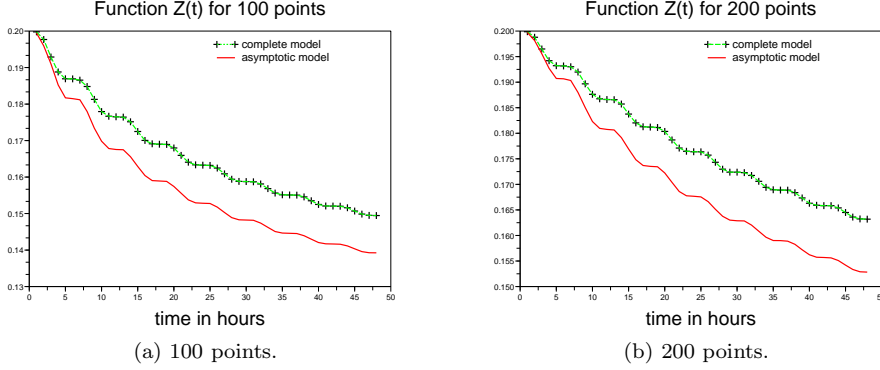 Function Z(t) for 100 points
0.20
0.19
0.18
0.17
0.16
0.15
0.14
0.13
complete model
asymptotic model
0 5 10 15 20 25 30 35 40 45 50
time in hours
(a) 100 points.
Function Z(t) for 200 points
0.200
0.195
0.190
0.185
0.180
0.175
0.170
0.165
0.160
0.155
0.150
complete model
asymptotic model
0 5 10 15 20 25 30 35 40 45
time in hours
(b) 200 points.